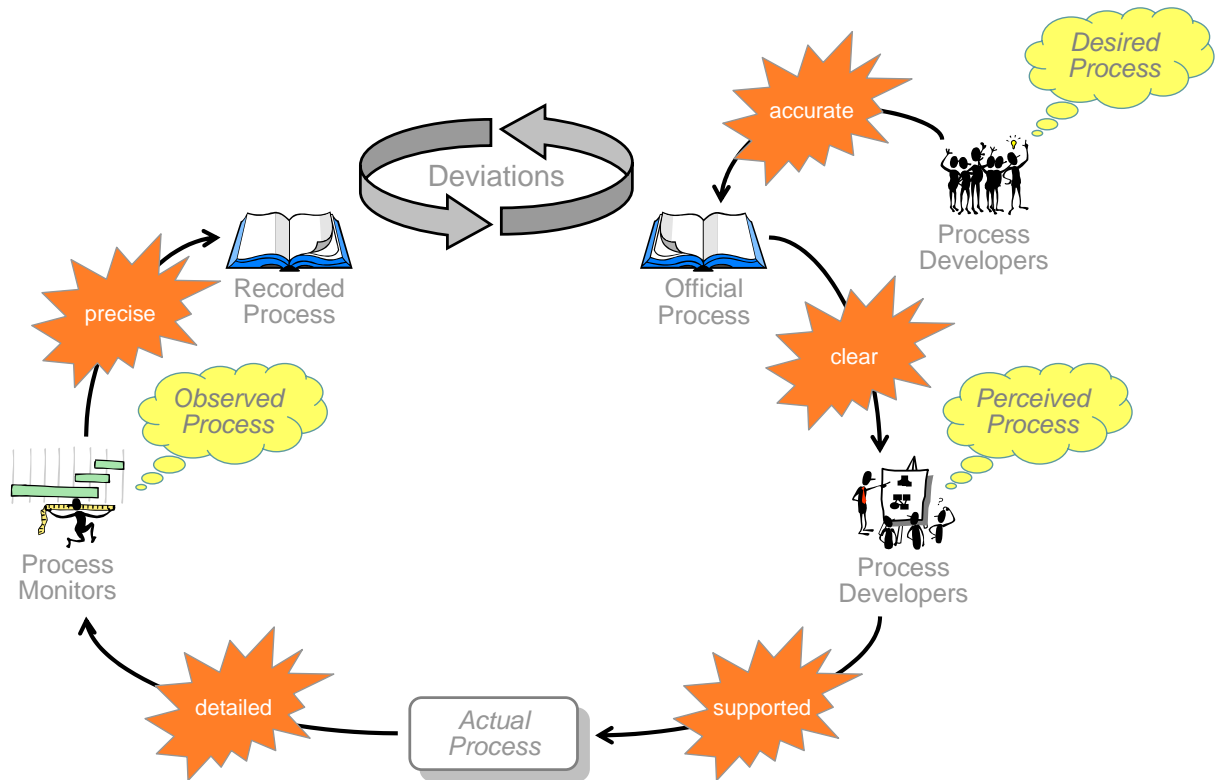 Desired
Process
accurate
Deviations
Process
Developers
Recorded
Process
Official
Process
precise
clear
Observed
Process
Perceived
Process
?
Process
Monitors
Process
Developers
detailed
Actual
Process
supported